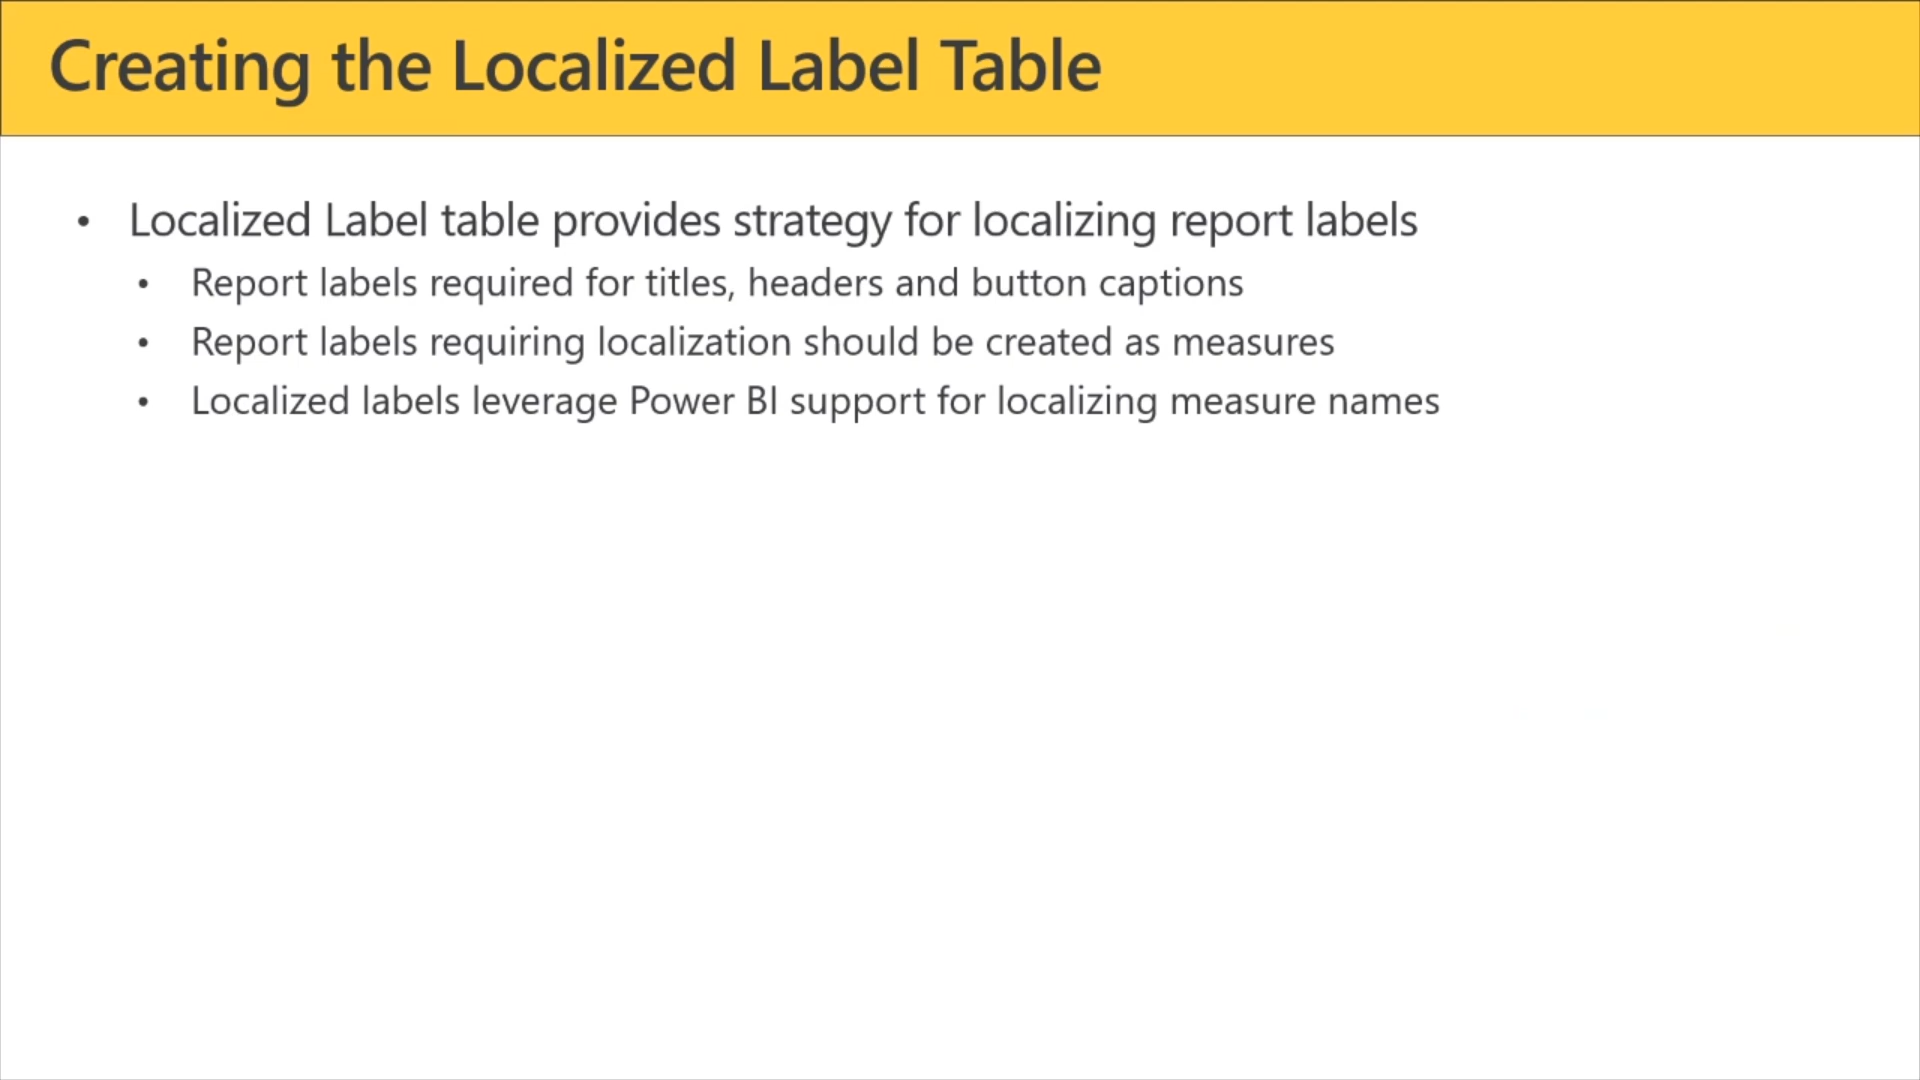 Creating the Localized Label Table
• Localized Label table provides strategy for localizing report labels
• Report labels required for titles, headers and button captions
• Report labels requiring localization should be created as measures
• Localized labels leverage Power BI support for localizing measure names